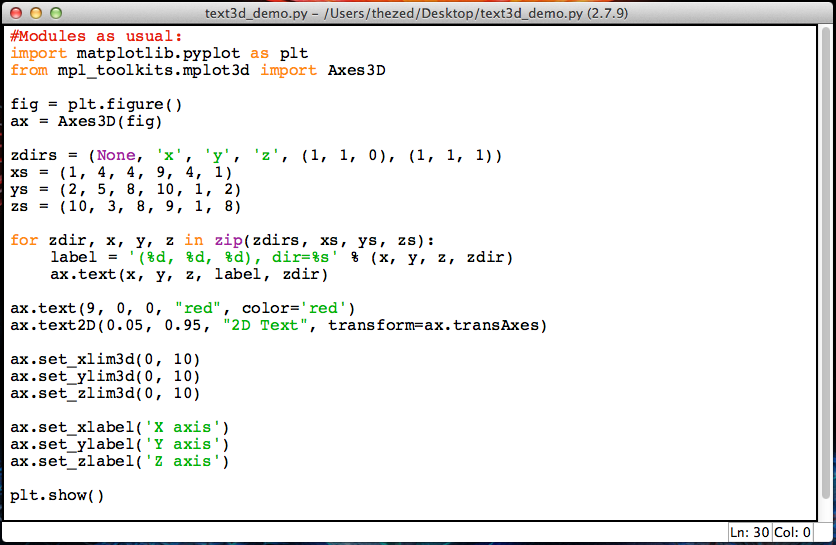 text3d_demo.py – /Users/thezed/Desktop/text3d_demo.py (2.7.9)
#Modules as usual:
import matplotlib.pyplot as plt
from mpl_toolkits.mplot3d import Axes3D

fig = plt.figure()
ax = Axes3D(fig)

zdirs = (None, 'x', 'y', 'z', (1, 1, 0), (1, 1, 1))
xs = (1, 4, 4, 9, 4, 1)
ys = (2, 5, 8, 10, 1, 2)
zs = (10, 3, 8, 9, 1, 8)

for zdir, x, y, z in zip(zdirs, xs, ys, zs):
    label = '(%d, %d, %d), dir=%s' % (x, y, z, zdir)
    ax.text(x, y, z, label, zdir)

ax.text(9, 0, 0, "red", color='red')
ax.text2D(0.05, 0.95, "2D Text", transform=ax.transAxes)

ax.set_xlim3d(0, 10)
ax.set_ylim3d(0, 10)
ax.set_zlim3d(0, 10)

ax.set_xlabel('X axis')
ax.set_ylabel('Y axis')
ax.set_zlabel('Z axis')

plt.show()
Ln: 30 Col: 0